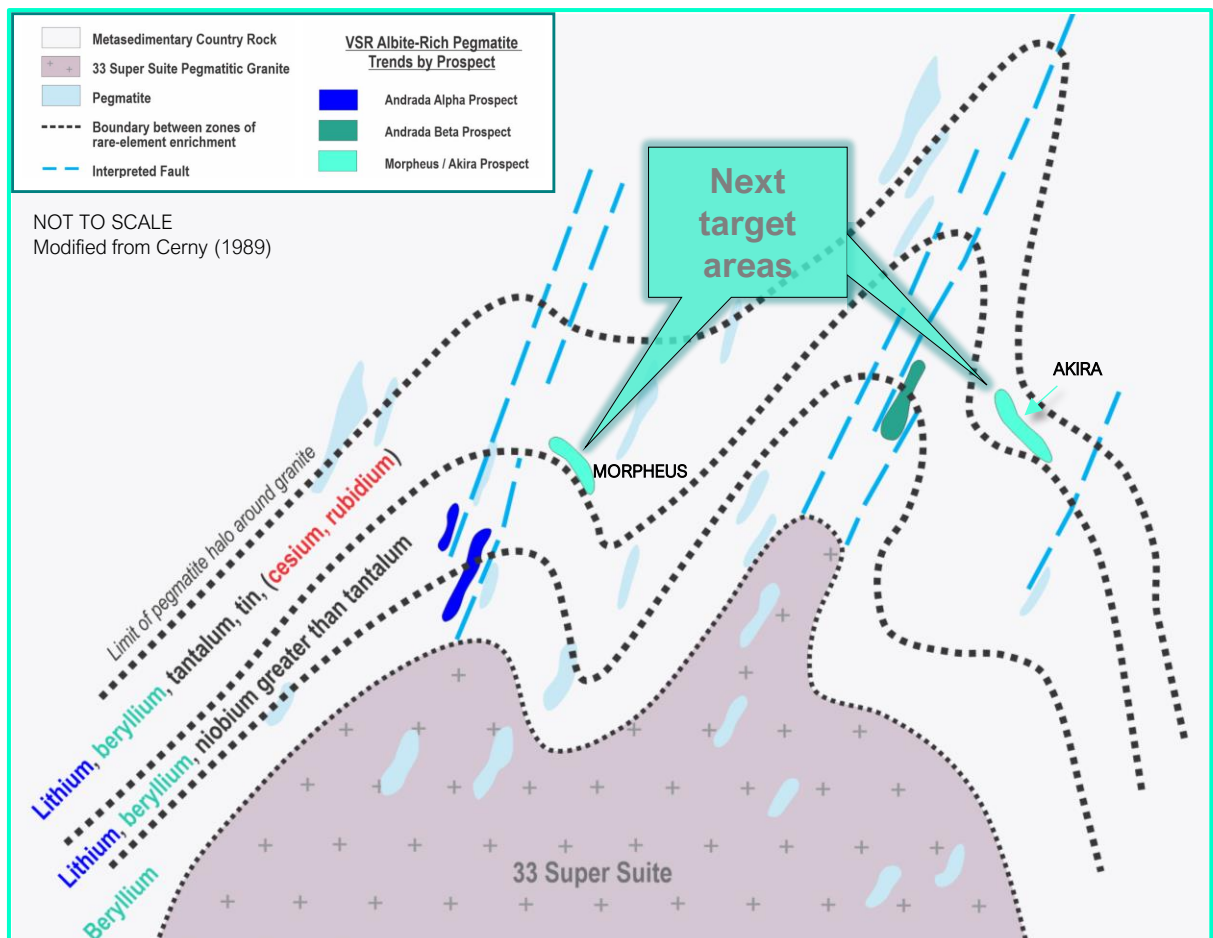 Metasedimentary Country Rock
33 Super Suite Pegmatitic Granite
Pegmatite
Boundary between zones of
rare-element enrichment
Interpreted Fault
VSR Albite-Rich Pegmatite
Trends by Prospect
Andrada Alpha Prospect
Andrada Beta Prospect
Morpheus / Akira Prospect
NOT TO SCALE
Modified from Cerny (1989)
Next
target
areas
AKIRA
MORPHEUS
Limit of pegmatite halo around granite
Lithium, beryllium, tantalum, tin, (cesium, rubidium)
Lithium, beryllium, niobium greater than tantalum
Beryllium
33 Super Suite